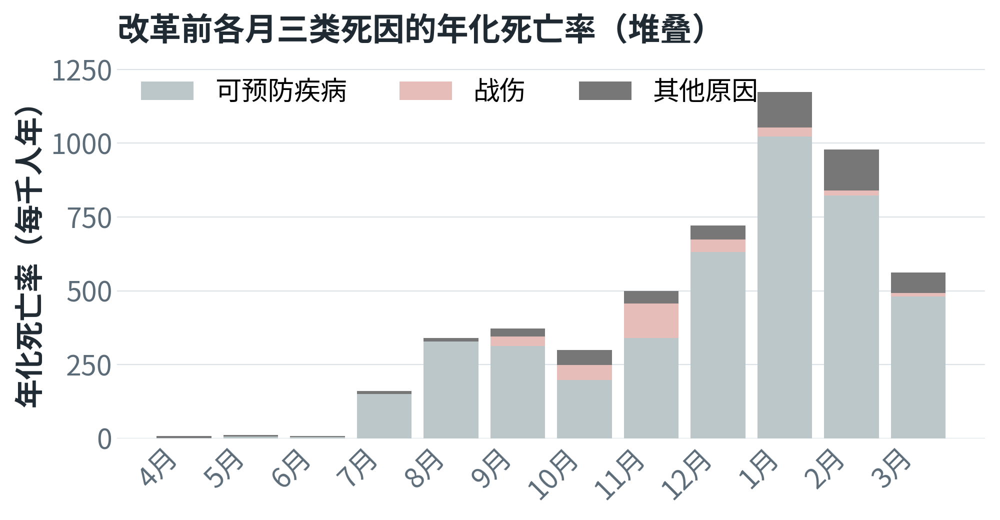 改革前各月三类死因的年化死亡率（堆叠）
年化死亡率（每千人年）
1250
1000
750
500
250
0
可预防疾病
战伤
其他原因
4月
5月
6月
7月
8月
9月
10月
11月
12月
1月
2月
3月